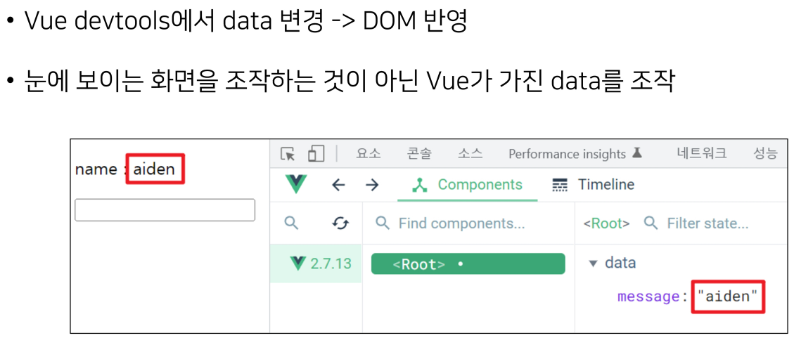 • Vue devtools에서 data 변경 -> DOM 반영
• 눈에 보이는 화면을 조작하는 것이 아닌 Vue가 가진 data를 조작
name : aiden
요소 콘솔 소스 Performance insights 네트워크 성능
Components Timeline
Find components... <Root> Filter state...
2.7.13 <Root> • ▾ data
message: "aiden"